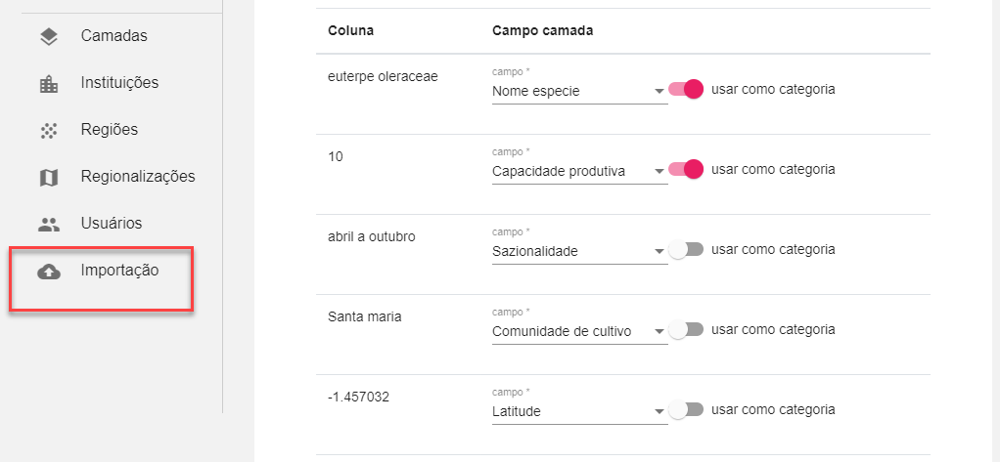 Camadas
Instituições
Regiões
Regionalizações
Usuários
Importação
Coluna Campo camada
euterpe oleraceae campo *
Nome especie usar como categoria
10 campo *
Capacidade produtiva usar como categoria
abril a outubro campo *
Sazionalidade usar como categoria
Santa maria campo *
Comunidade de cultivo usar como categoria
-1.457032 campo *
Latitude usar como categoria